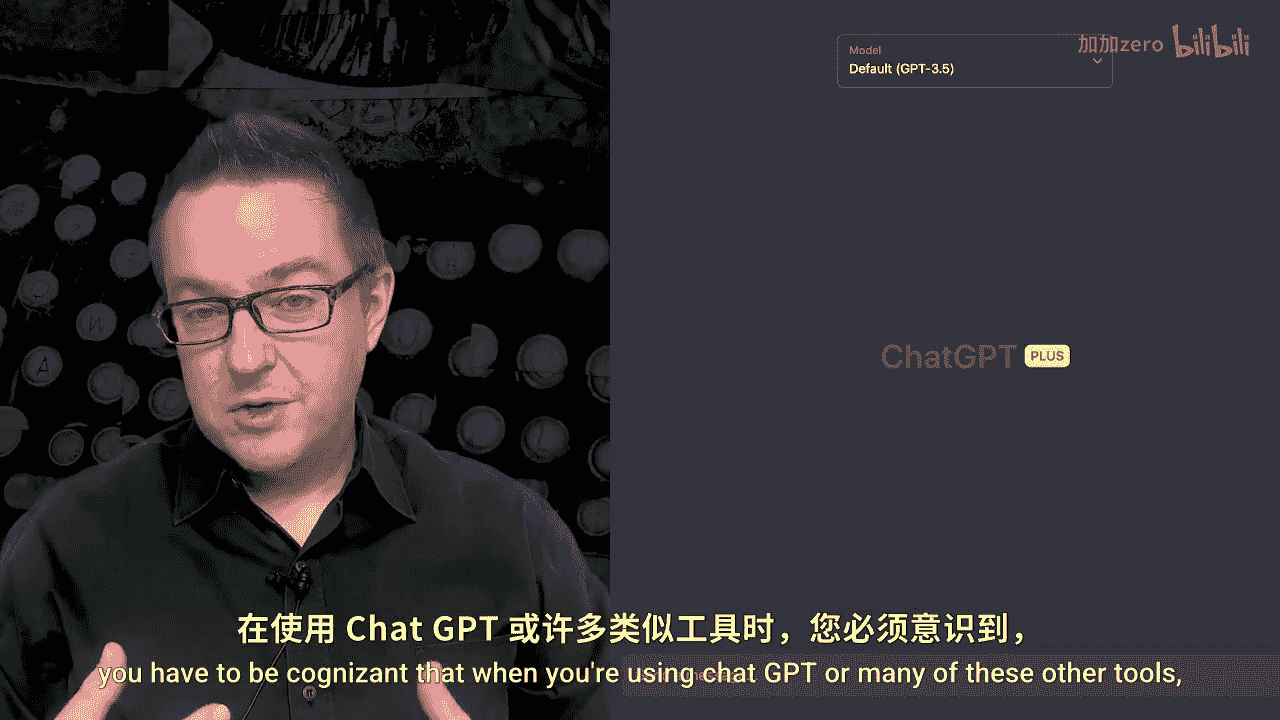 加加zero bilibili
Model
Default (GPT-3.5)
ChatGPT PLUS
在使用 Chat GPT 或许多类似工具时，您必须意识到，
you have to be cognizant that when you're using chat GPT or many of these other tools,